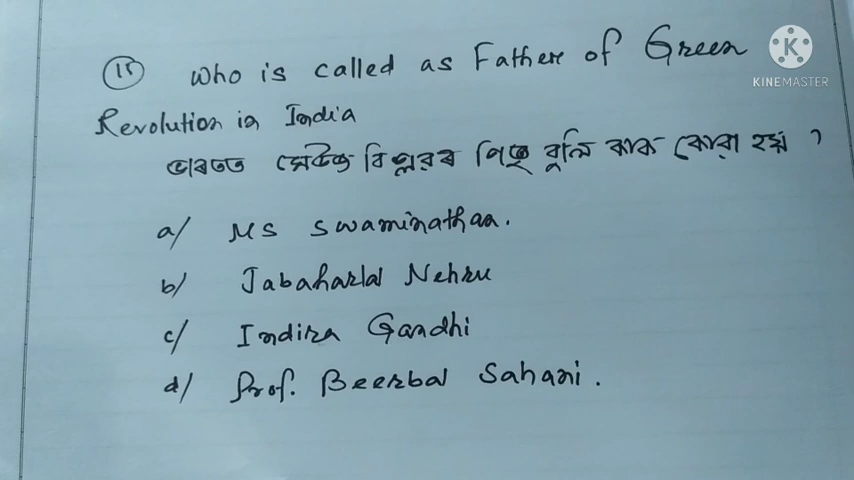 15 Who is called as Father of Green
K
KINEMASTER
Revolution in India
ভাৰতত সেউজ বিপ্লৱৰ পিতৃ বুলি কাক কোৱা হয় ?
a/ MS Swaminathan.
b/ Jabaharlal Nehru
c/ Indira Gandhi
d/ Prof. Beerbal Sahani.